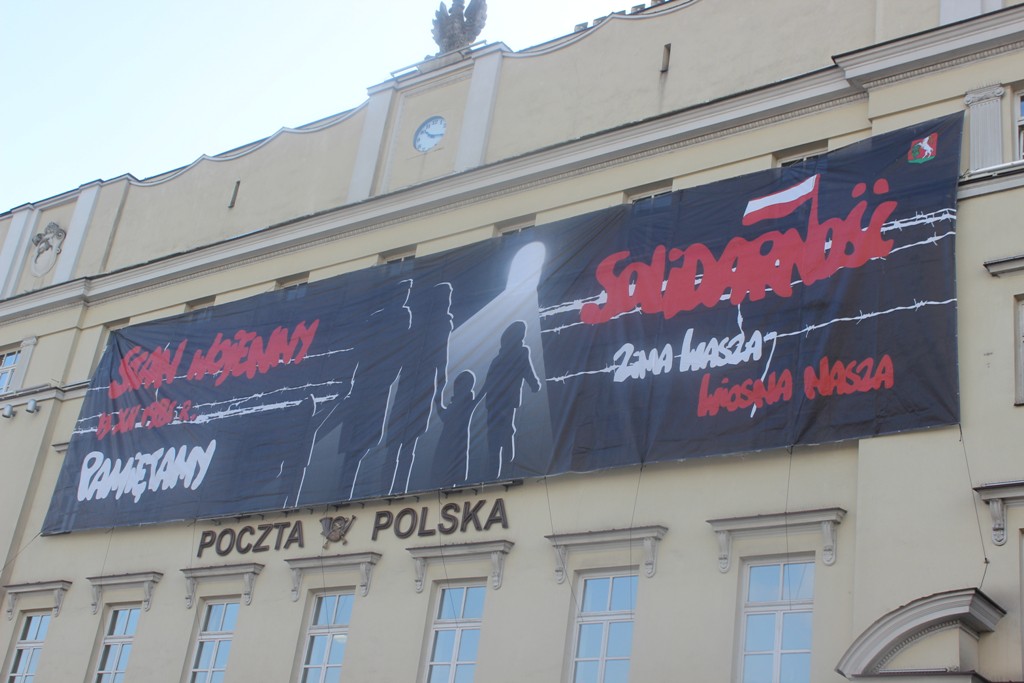 STAN WOJENNY
13 XII 1981 r.
PAMIĘTAMY
SOLIDARNOŚĆ
ZIMA WASZA
WIOSNA NASZA
POCZTA POLSKA